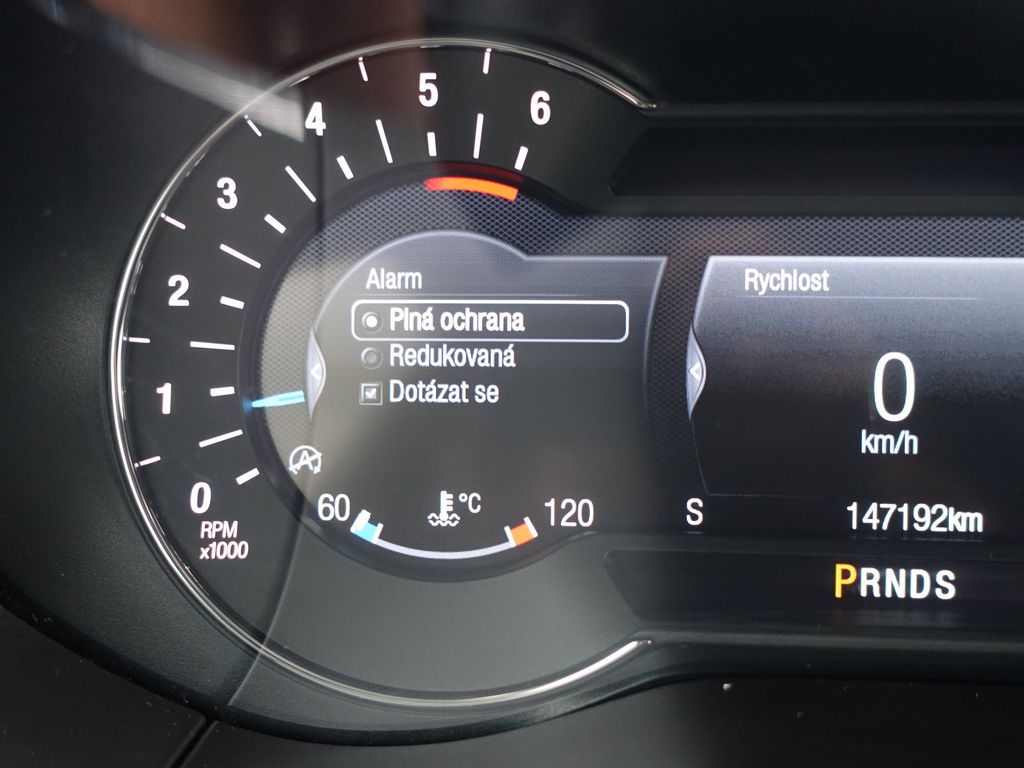 6
5
4
3
2
1
0
RPM
x1000
Alarm
Plná ochrana
Redukovaná
Dotázat se
60
°C
120
Rychlost
0
km/h
S
147192km
PRNDS